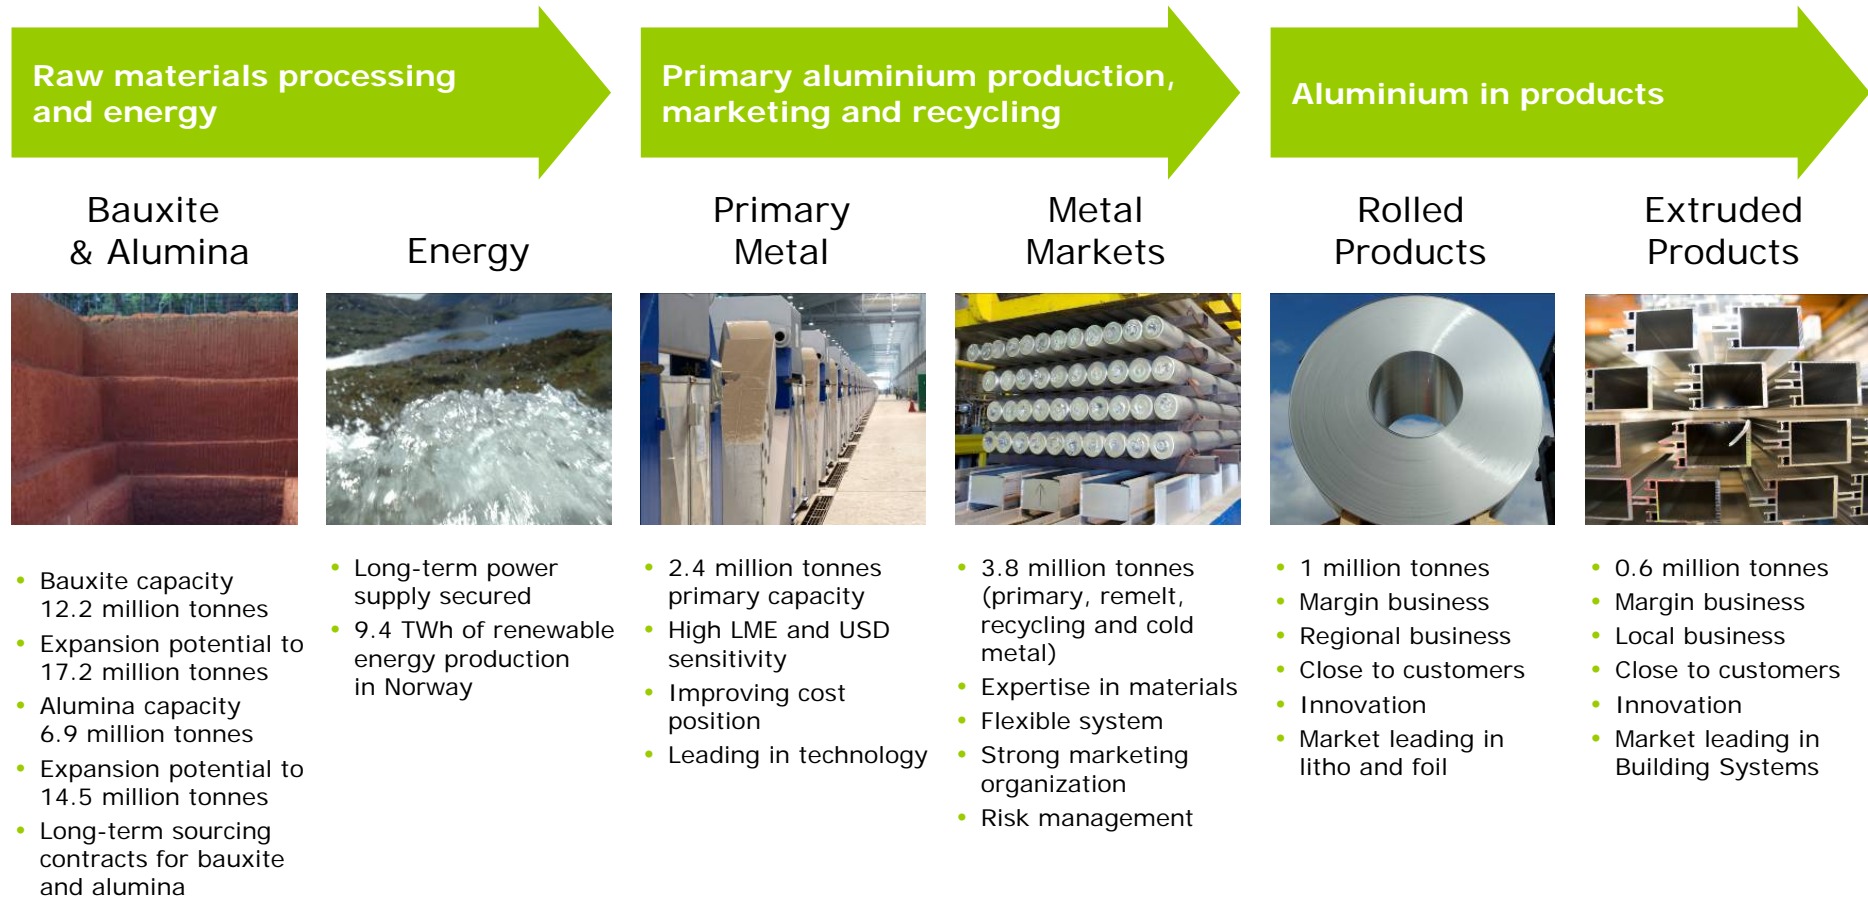 Raw materials processing
and energy
Primary aluminium production,
marketing and recycling
Aluminium in products
Bauxite
& Alumina
Energy
Primary
Metal
Metal
Markets
Rolled
Products
Extruded
Products
• Bauxite capacity
12.2 million tonnes
• Expansion potential to
17.2 million tonnes
• Alumina capacity
6.9 million tonnes
• Expansion potential to
14.5 million tonnes
• Long-term sourcing
contracts for bauxite
and alumina
• Long-term power
supply secured
• 9.4 TWh of renewable
energy production
in Norway
• 2.4 million tonnes
primary capacity
• High LME and USD
sensitivity
• Improving cost
position
• Leading in technology
• 3.8 million tonnes
(primary, remelt,
recycling and cold
metal)
• Expertise in materials
• Flexible system
• Strong marketing
organization
• Risk management
• 1 million tonnes
• Margin business
• Regional business
• Close to customers
• Innovation
• Market leading in
litho and foil
• 0.6 million tonnes
• Margin business
• Local business
• Close to customers
• Innovation
• Market leading in
Building Systems